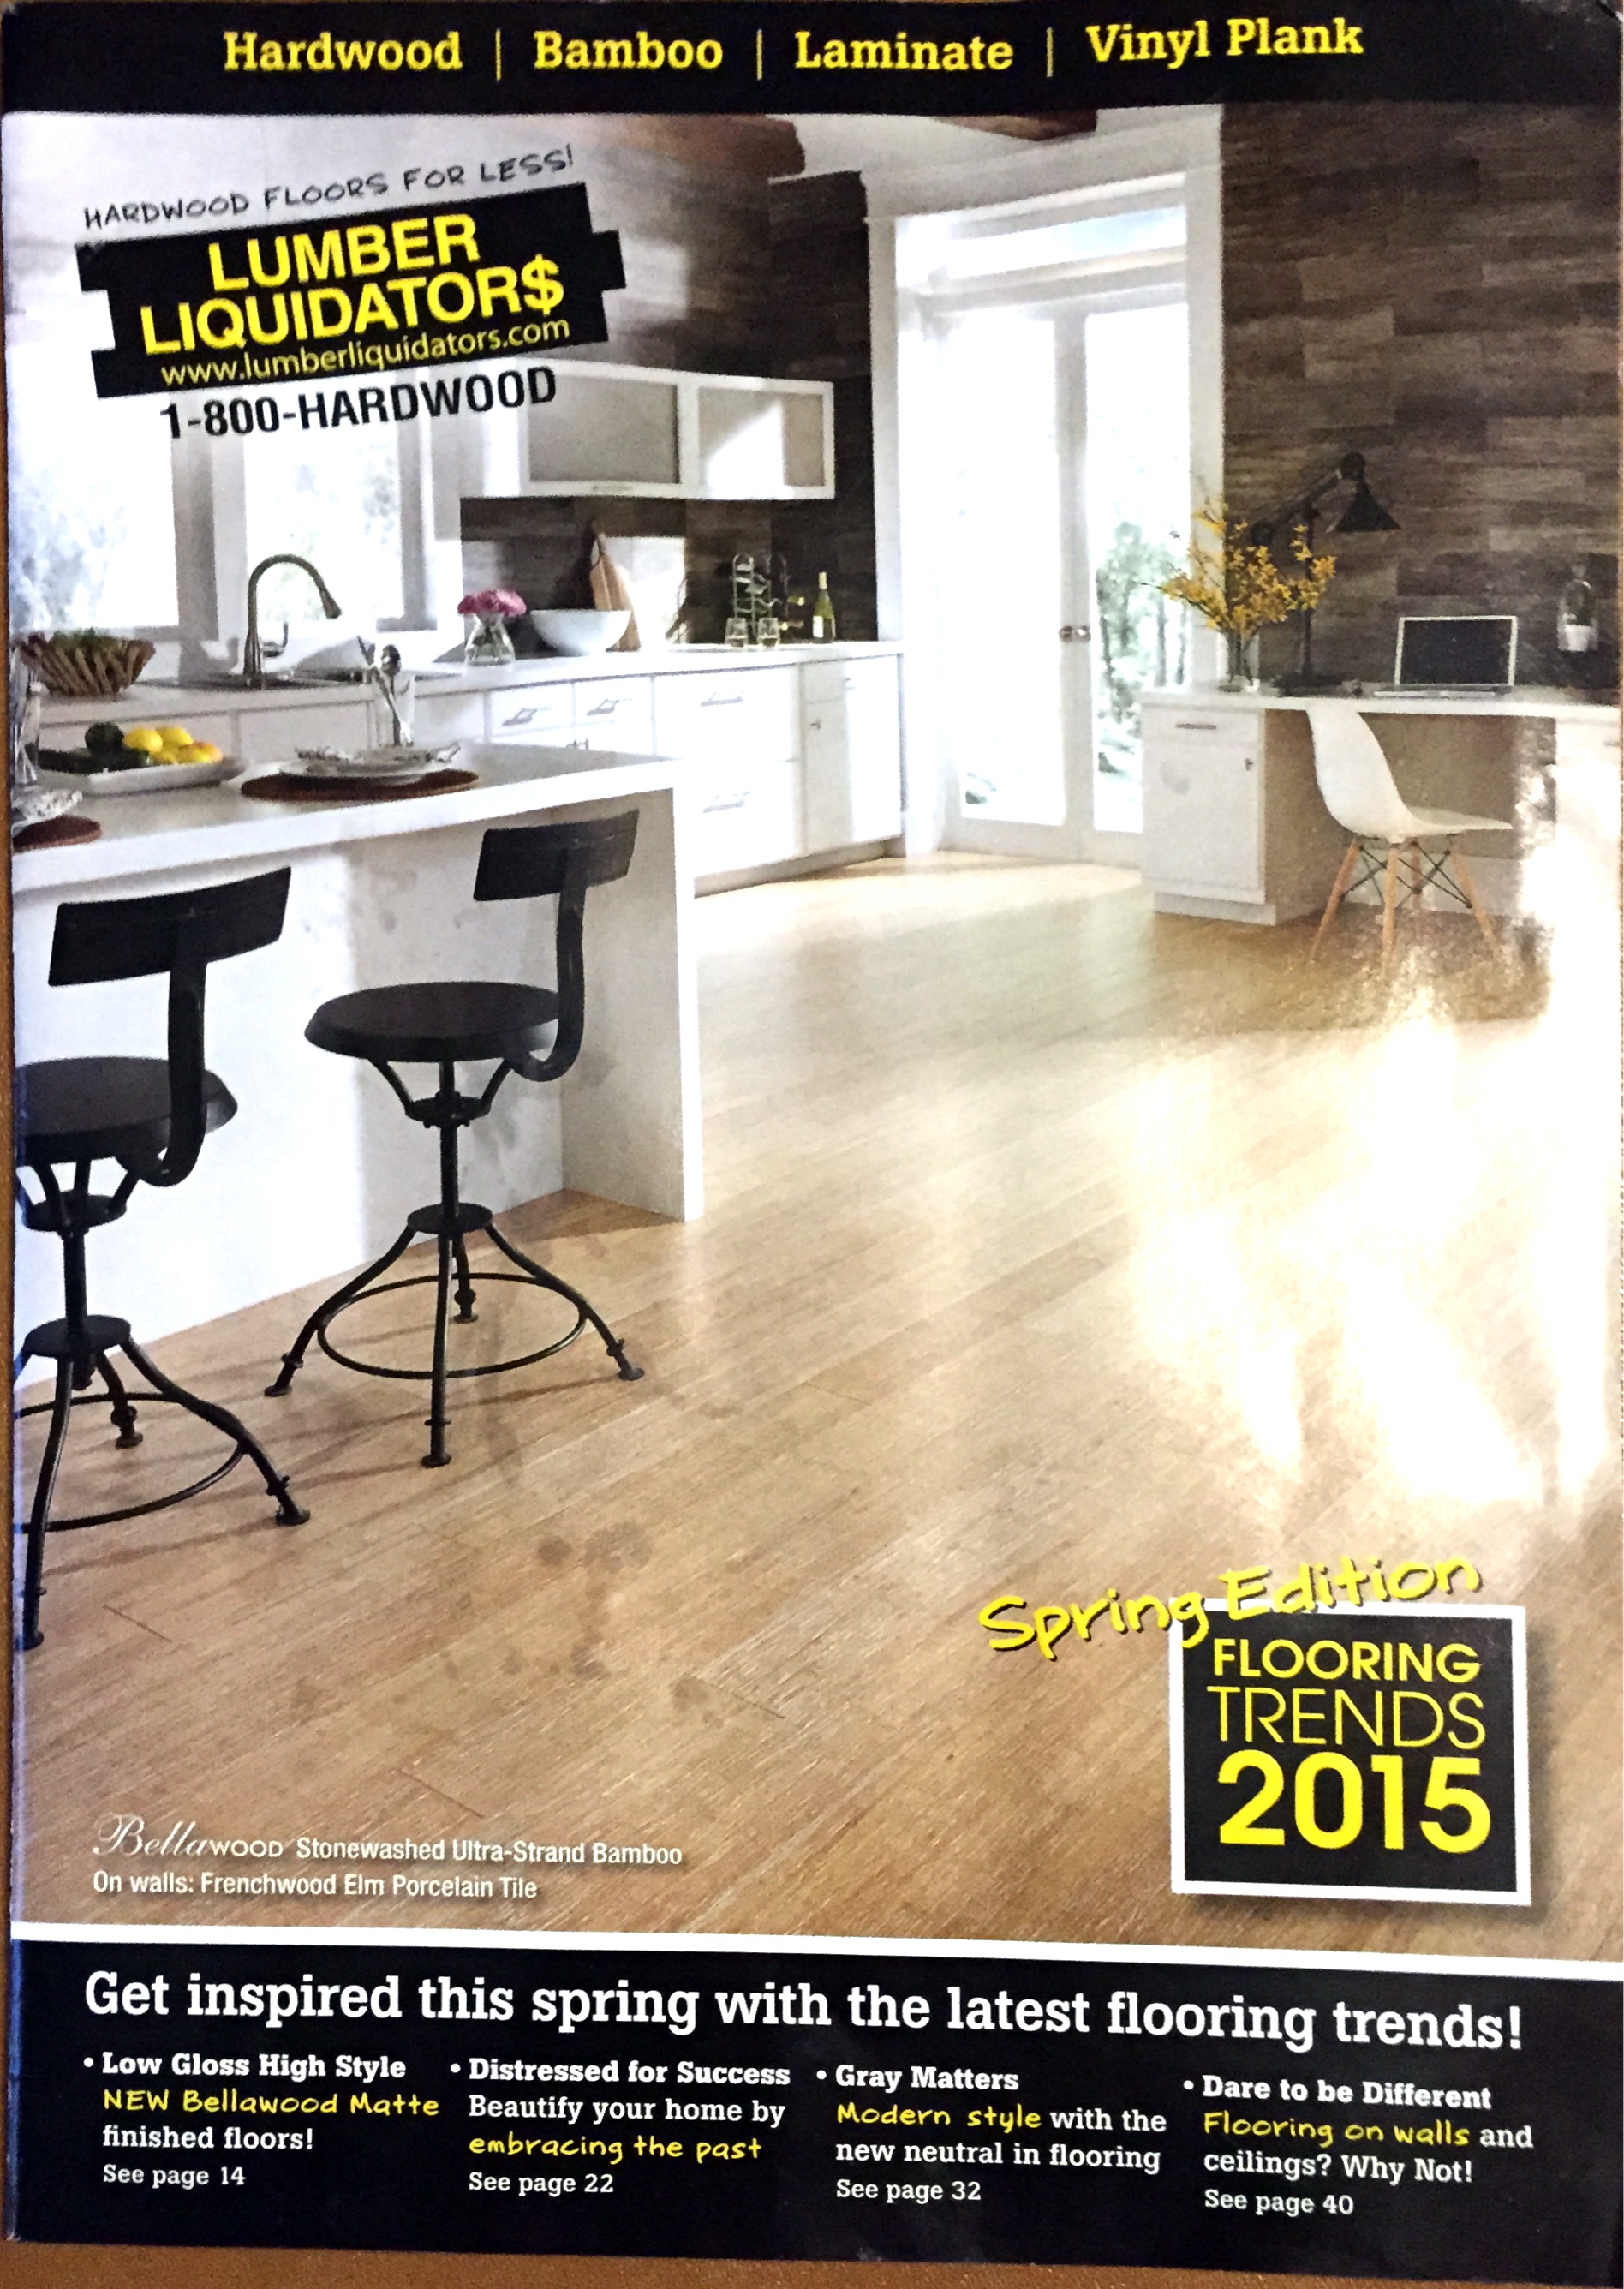 Hardwood | Bamboo | Laminate | Vinyl Plank
HARDWOOD FLOORS FOR LESS!
LUMBER
LIQUIDATOR$
www.lumberliquidators.com
1-800-HARDWOOD
Spring Edition
FLOORING
TRENDS
2015
Bellawood Stonewashed Ultra-Strand Bamboo
On walls: Frenchwood Elm Porcelain Tile
Get inspired this spring with the latest flooring trends!
• Low Gloss High Style
NEW Bellawood Matte
finished floors!
See page 14
• Distressed for Success
Beautify your home by
embracing the past
See page 22
• Gray Matters
Modern style with the
new neutral in flooring
See page 32
• Dare to be Different
Flooring on walls and
ceilings? Why Not!
See page 40